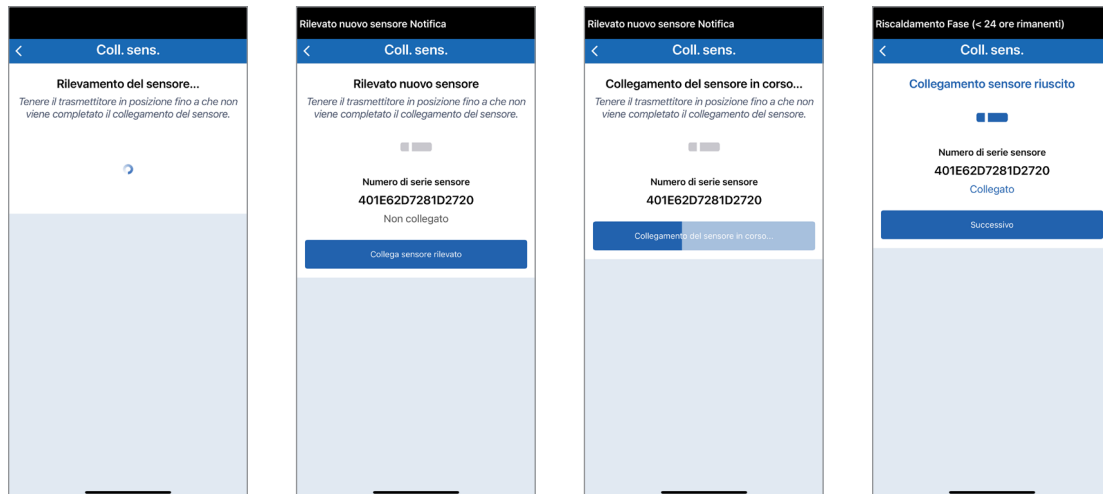 Coll. sens.
Rilevamento del sensore...
Tenere il trasmettitore in posizione fino a che non
viene completato il collegamento del sensore.
Rilevato nuovo sensore Notifica
Coll. sens.
Rilevato nuovo sensore
Tenere il trasmettitore in posizione fino a che non
viene completato il collegamento del sensore.
Numero di serie sensore
401E62D7281D2720
Non collegato
Collega sensore rilevato
Rilevato nuovo sensore Notifica
Coll. sens.
Collegamento del sensore in corso...
Tenere il trasmettitore in posizione fino a che non
viene completato il collegamento del sensore.
Numero di serie sensore
401E62D7281D2720
Collegamento del sensore in corso...
Riscaldamento Fase (< 24 ore rimanenti)
Coll. sens.
Collegamento sensore riuscito
Numero di serie sensore
401E62D7281D2720
Collegato
Successivo